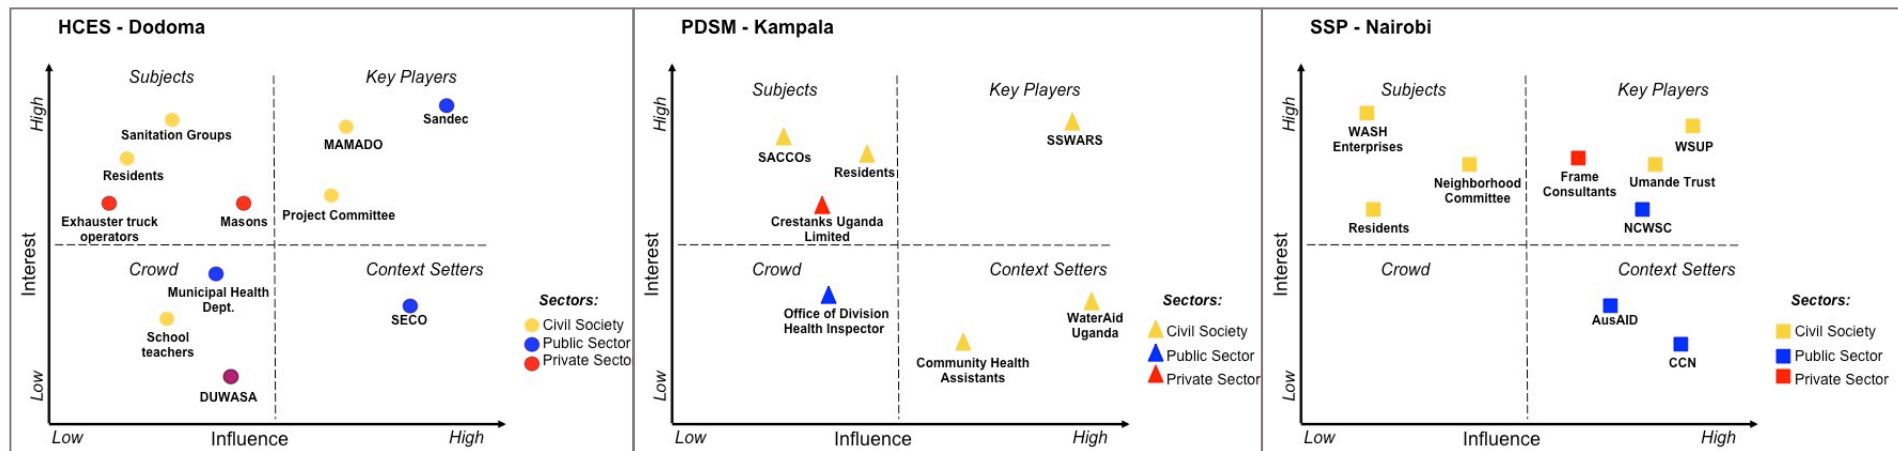 HCES - Dodoma
High
Interest
Low
Subjects
Key Players
Sanitation Groups
MAMADO
Sandec
Residents
Exhauster truck
operators
Masons
Project Committee
Crowd
Context Setters
Municipal Health
Dept.
School
teachers
SECO
DUWASA
Low
Influence
High
Sectors:
Civil Society
Public Sector
Private Secto
PDSM - Kampala
High
Interest
Low
Subjects
Key Players
SACCOs
Residents
SSWARS
Crestanks Uganda
Limited
Crowd
Context Setters
Office of Division
Health Inspector
WaterAid
Uganda
Community Health
Assistants
Low
Influence
High
Sectors:
Civil Society
Public Sector
Private Sector
SSP - Nairobi
High
Interest
Low
Subjects
Key Players
WASH
Enterprises
WSUP
Neighborhood
Committee
Frame
Consultants
Umande Trust
Residents
NCWSC
Crowd
Context Setters
AusAID
CCN
Low
Influence
High
Sectors:
Civil Society
Public Sector
Private Sector